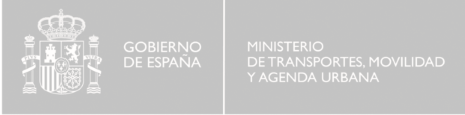 GOBIERNO
DE ESPAÑA
MINISTERIO
DE TRANSPORTES, MOVILIDAD
Y AGENDA URBANA